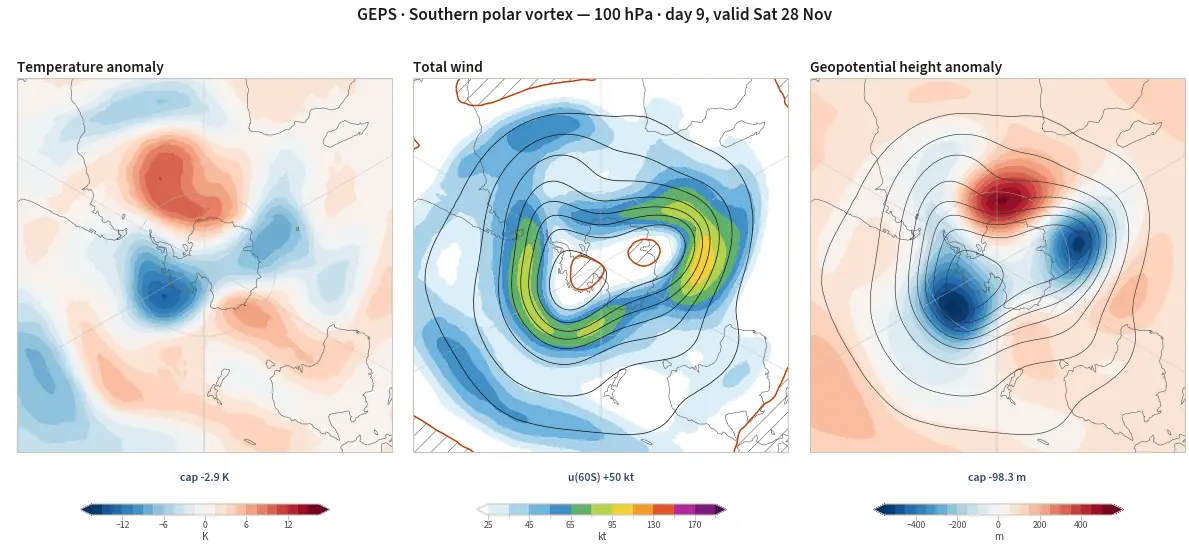 GEPS · Southern polar vortex — 100 hPa · day 9, valid Sat 28 Nov
Temperature anomaly
Total wind
Geopotential height anomaly
cap -2.9 K
u(60S) +50 kt
cap -98.3 m
−12 −6 0 6 12
K
25 45 65 95 130 170
kt
−400 −200 0 200 400
m